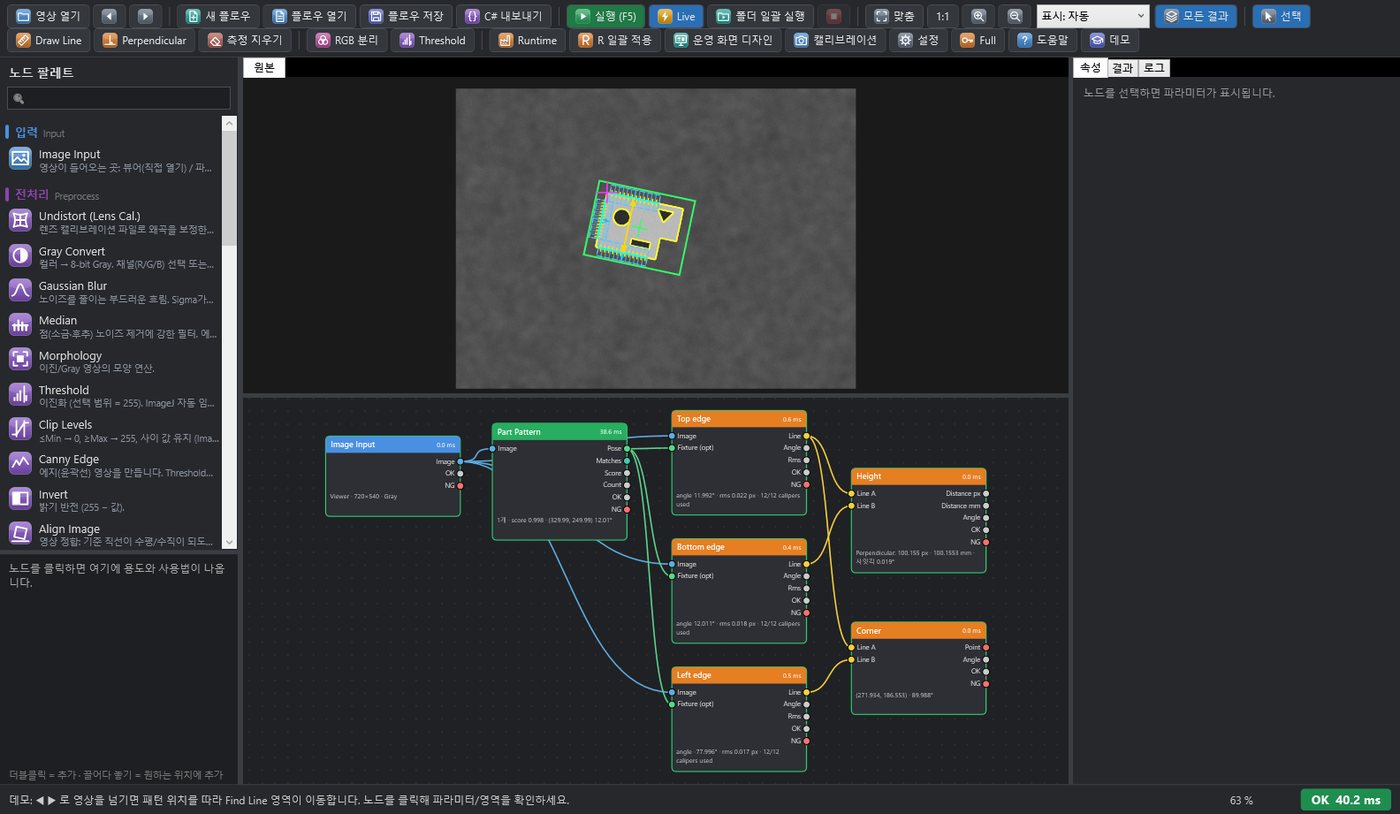 영상 열기
새 플로우
플로우 열기
플로우 저장
C# 내보내기
실행 (F5)
Live
폴더 일괄 실행
맞춤
1:1
표시: 자동
모든 결과
선택
Draw Line
Perpendicular
측정 지우기
RGB 분리
Threshold
Runtime
R 일괄 적용
운영 화면 디자인
캘리브레이션
설정
Full
도움말
데모
노드 팔레트
입력 Input
Image Input
영상이 들어오는 곳: 뷰어(직접 열기) / 파...
전처리 Preprocess
Undistort (Lens Cal.)
렌즈 캘리브레이션 파일로 왜곡을 보정한...
Gray Convert
컬러 → 8-bit Gray. 채널(R/G/B) 선택 또는...
Gaussian Blur
노이즈를 줄이는 부드러운 흐림. Sigma가...
Median
점(소금·후추) 노이즈 제거에 강한 필터. 에...
Morphology
이진/Gray 영상의 모양 연산.
Threshold
이진화 (선택 범위 = 255). ImageJ 자동 임...
Clip Levels
≤Min → 0, ≥Max → 255, 사이 값 유지 (Ima...
Canny Edge
에지(윤곽선) 영상을 만듭니다. Threshold...
Invert
밝기 반전 (255 − 값).
Align Image
영상 정합: 기준 직선이 수평/수직이 되도...
노드를 클릭하면 여기에 용도와 사용법이 나옵
니다.
더블클릭 = 추가 · 끌어다 놓기 = 원하는 위치에 추가
원본
Image Input 0.0 ms
Image
OK
NG
Viewer · 720×540 · Gray
Part Pattern 38.6 ms
Image Pose
Matches
Score
Count
OK
NG
1개 · score 0.998 · (329.99, 249.99) 12.01°
Top edge 0.6 ms
Image Line
Fixture (opt) Angle
Rms
OK
NG
angle 11.992° · rms 0.022 px · 12/12 calipers
used
Bottom edge 0.4 ms
Image Line
Fixture (opt) Angle
Rms
OK
NG
angle 12.011° · rms 0.018 px · 12/12 calipers
used
Left edge 0.5 ms
Image Line
Fixture (opt) Angle
Rms
OK
NG
angle -77.996° · rms 0.017 px · 12/12
calipers used
Height 0.0 ms
Line A Distance px
Line B Distance mm
Angle
OK
NG
Perpendicular: 100.155 px · 100.1553 mm ·
사잇각 0.019°
Corner 0.0 ms
Line A Point
Line B Angle
OK
NG
(271.934, 186.553) · 89.988°
속성
결과
로그
노드를 선택하면 파라미터가 표시됩니다.
데모: ◀ ▶ 로 영상을 넘기면 패턴 위치를 따라 Find Line 영역이 이동합니다. 노드를 클릭해 파라미터/영역을 확인하세요.
63 %
OK 40.2 ms